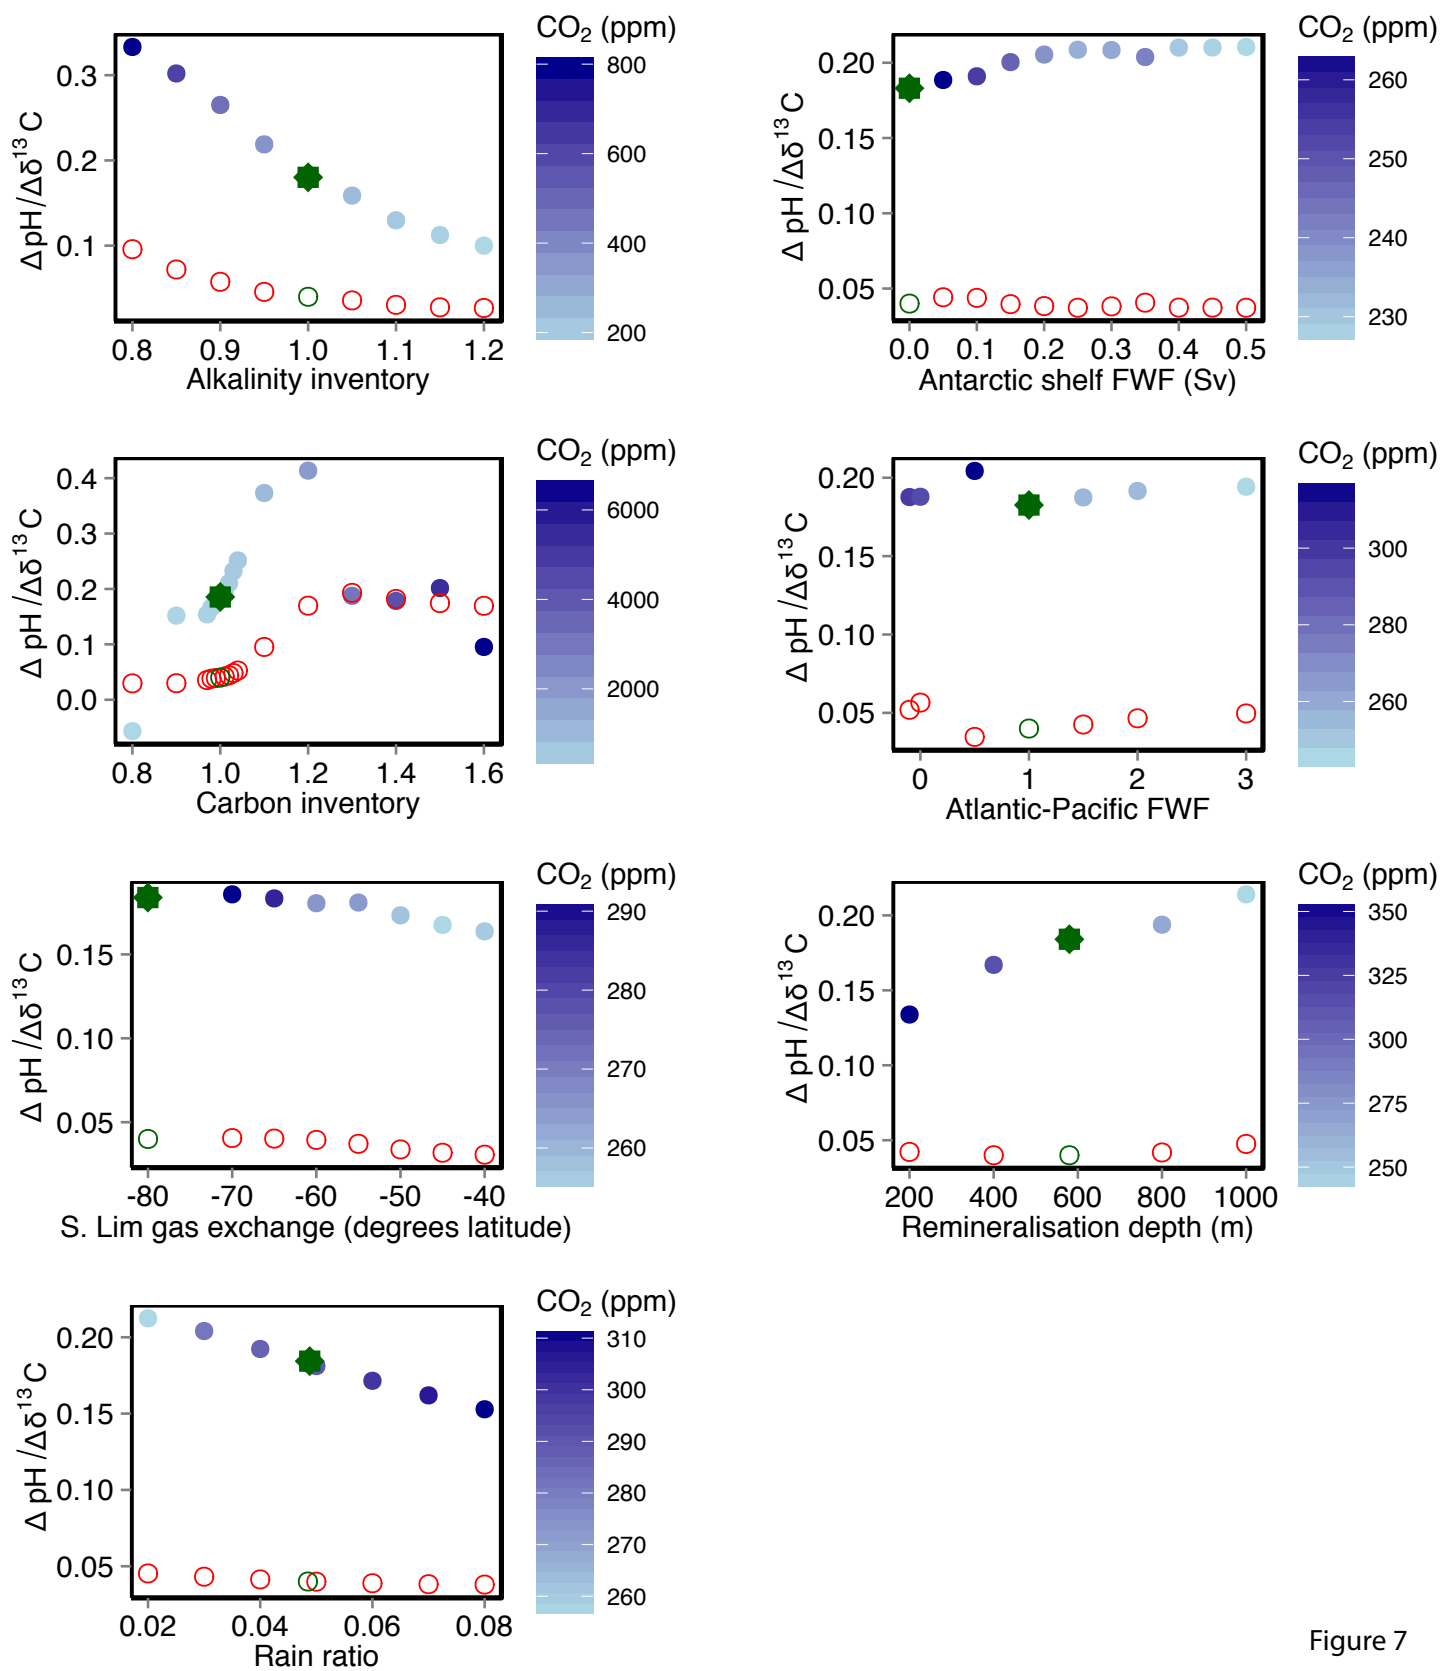 CO₂ (ppm)
ΔpH/Δδ¹³C
0.3
0.2
0.1
0.8 0.9 1.0 1.1 1.2
Alkalinity inventory
800
600
400
200
CO₂ (ppm)
Δ pH/Δδ¹³C
0.20
0.15
0.10
0.05
0.0 0.1 0.2 0.3 0.4 0.5
Antarctic shelf FWF (Sv)
260
250
240
230
CO₂ (ppm)
Δ pH/Δδ¹³C
0.4
0.3
0.2
0.1
0.0
0.8 1.0 1.2 1.4 1.6
Carbon inventory
6000
4000
2000
CO₂ (ppm)
Δ pH/Δδ¹³C
0.20
0.15
0.10
0.05
0 1 2 3
Atlantic-Pacific FWF
300
280
260
CO₂ (ppm)
Δ pH/Δδ¹³C
0.15
0.10
0.05
-80 -70 -60 -50 -40
S. Lim gas exchange (degrees latitude)
290
280
270
260
CO₂ (ppm)
Δ pH/Δδ¹³C
0.20
0.15
0.10
0.05
200 400 600 800 1000
Remineralisation depth (m)
350
325
300
275
250
CO₂ (ppm)
Δ pH/Δδ¹³C
0.20
0.15
0.10
0.05
0.02 0.04 0.06 0.08
Rain ratio
310
300
290
280
270
260
Figure 7